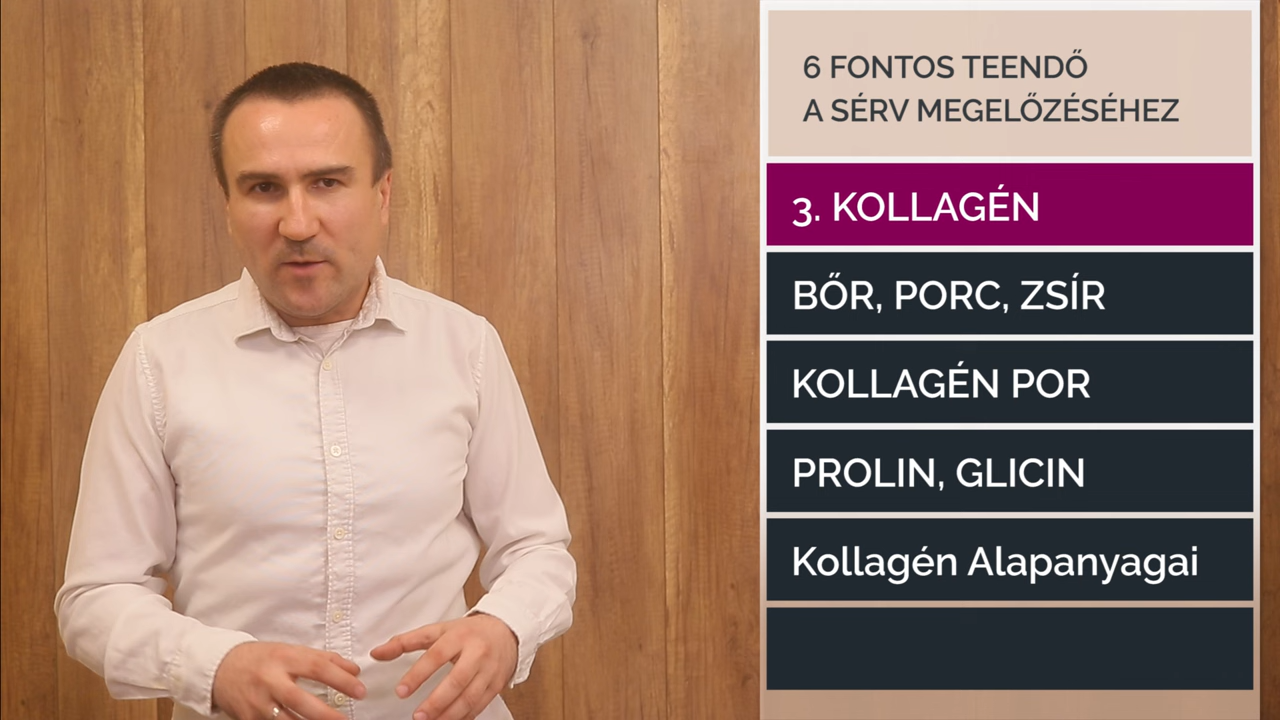 6 FONTOS TEENDŐ
A SÉRV MEGELŐZÉSÉHEZ
3. KOLLAGÉN
BŐR, PORC, ZSÍR
KOLLAGÉN POR
PROLIN, GLICIN
Kollagén Alapanyagai